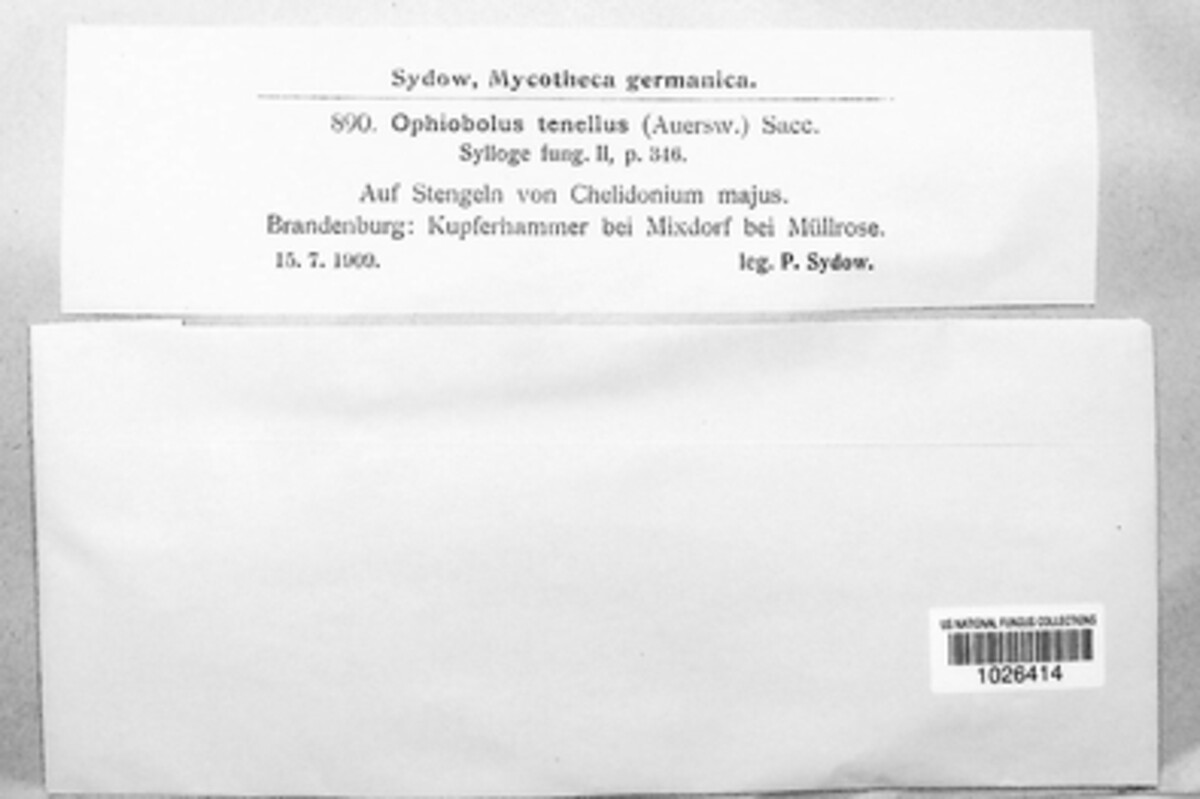 Sydow, Mycotheca germanica.
890. Ophiobolus tenellus (Auersw.) Sacc.
Sylloge fung. II, p. 346.
Auf Stengeln von Chelidonium majus.
Brandenburg: Kupferhammer bei Mixdorf bei Müllrose.
15. 7. 1909. leg. P. Sydow.
US NATIONAL FUNGUS COLLECTIONS
1026414